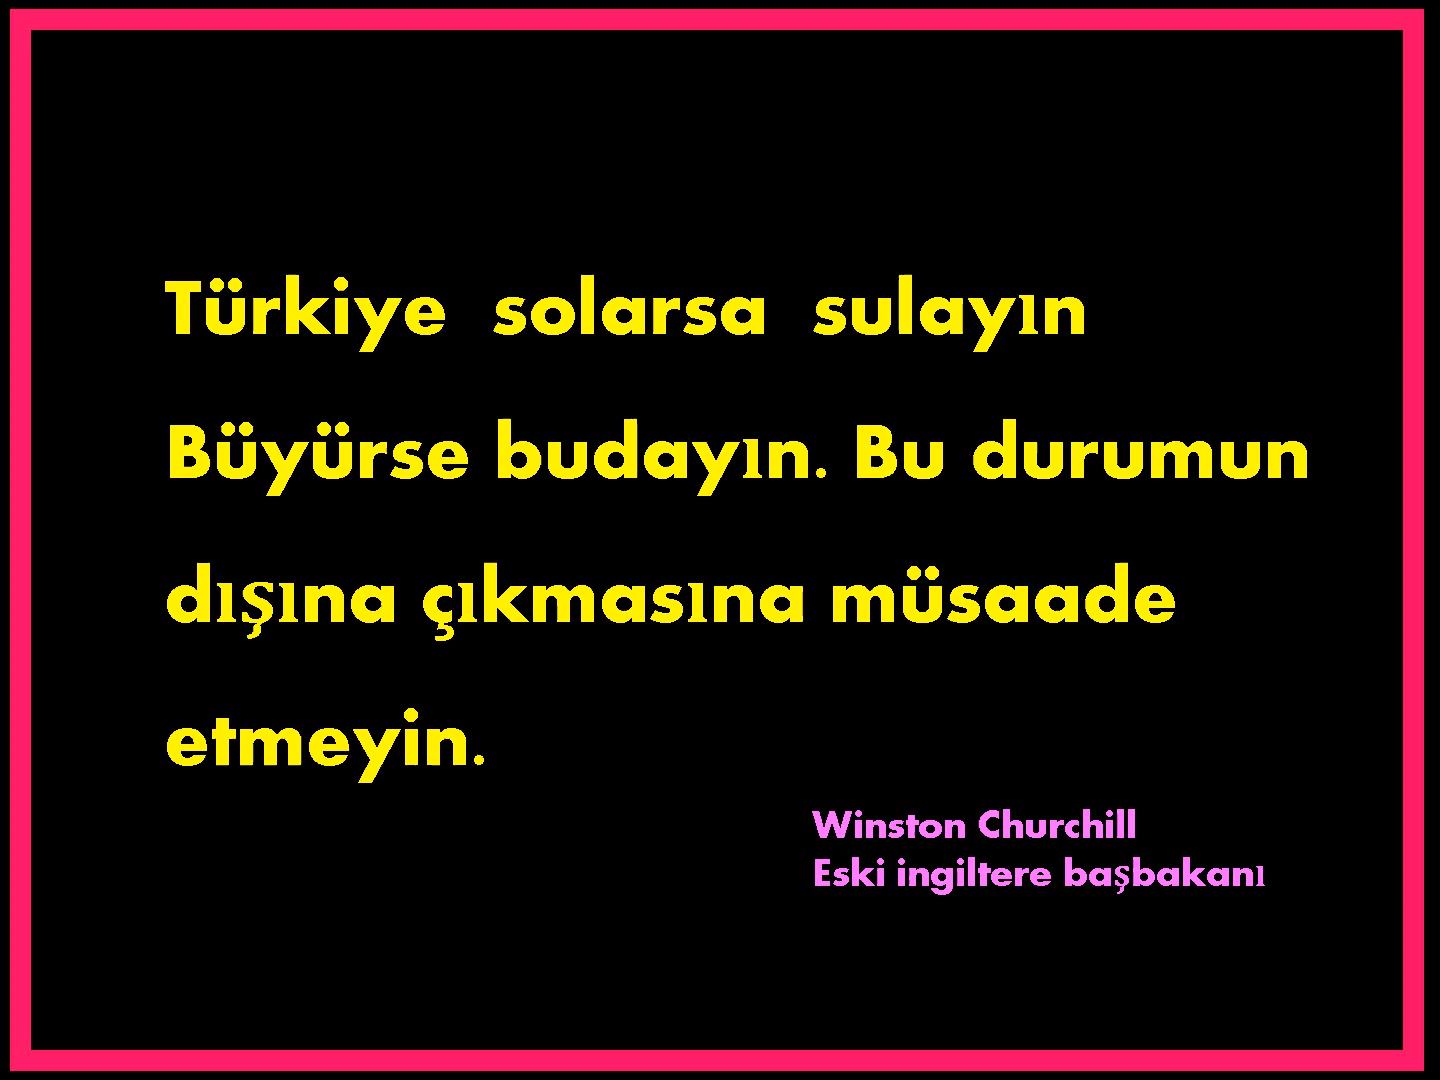 Türkiye solarsa sulayın
Büyürse budayın. Bu durumun
dışına çıkmasına müsaade
etmeyin.
Winston Churchill
Eski ingiltere başbakanı